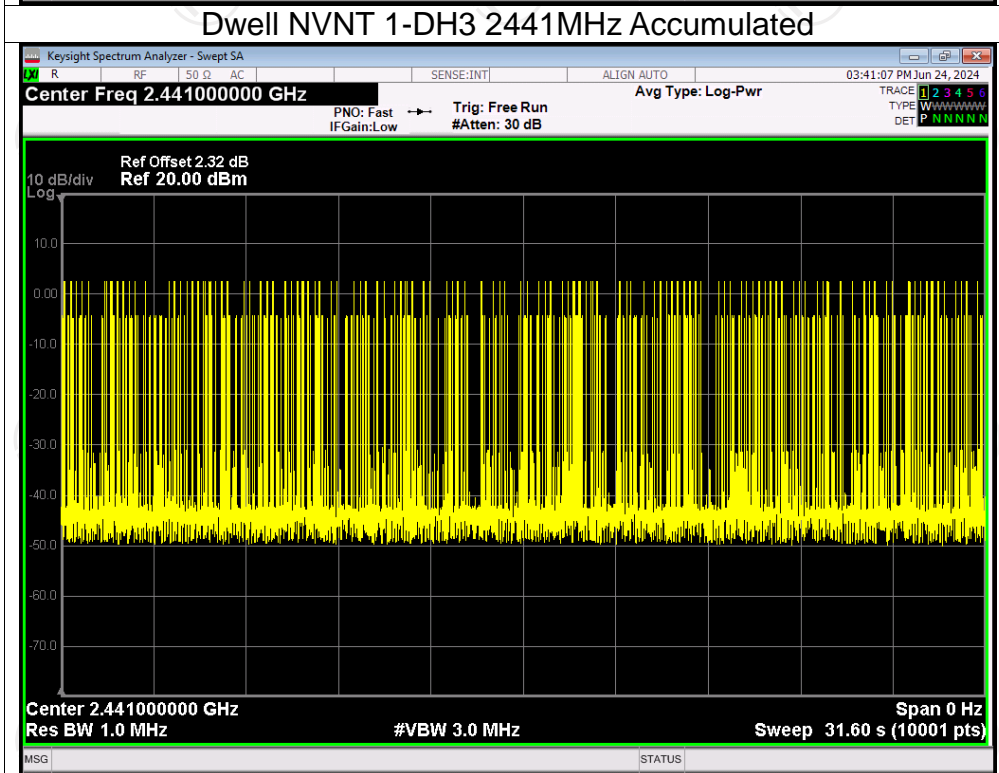 Dwell NVNT 1-DH3 2441MHz Accumulated
Keysight Spectrum Analyzer - Swept SA
LXI R RF 50 Ω AC SENSE:INT ALIGN AUTO 03:41:07 PM Jun 24, 2024
Center Freq 2.441000000 GHz Avg Type: Log-Pwr TRACE 1 2 3 4 5 6
PNO: Fast Trig: Free Run TYPE WWWWWW
IFGain:Low #Atten: 30 dB DET P N N N N N
Ref Offset 2.32 dB
10 dB/div Ref 20.00 dBm
Log
10.0
0.00
-10.0
-20.0
-30.0
-40.0
-50.0
-60.0
-70.0
Center 2.441000000 GHz Span 0 Hz
Res BW 1.0 MHz #VBW 3.0 MHz Sweep 31.60 s (10001 pts)
MSG STATUS